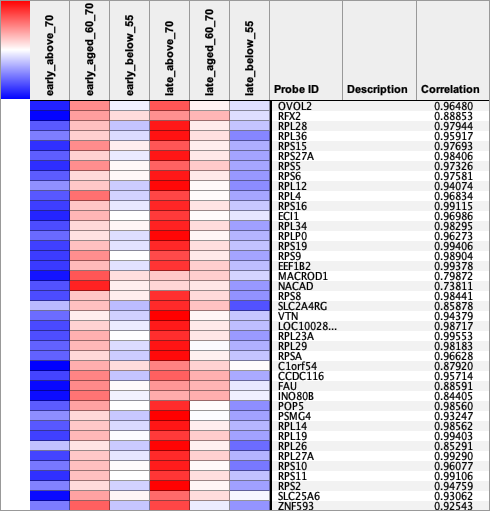 early_above_70
early_aged_60_70
early_below_55
late_above_70
late_aged_60_70
late_below_55
Probe ID Description Correlation
OVOL2 0.96480
RFX2 0.88853
RPL28 0.97944
RPL36 0.95917
RPS15 0.97693
RPS27A 0.98406
RPS5 0.97326
RPS6 0.97581
RPL12 0.94074
RPL4 0.96834
RPS16 0.99115
ECI1 0.96986
RPL34 0.98295
RPLP0 0.96273
RPS19 0.99406
RPS9 0.98904
EEF1B2 0.99378
MACROD1 0.79872
NACAD 0.73811
RPS8 0.98441
SLC2A4RG 0.85878
VTN 0.94379
LOC10028... 0.98717
RPL23A 0.99553
RPL29 0.98183
RPSA 0.96628
C1orf54 0.87920
CCDC116 0.95714
FAU 0.88591
INO80B 0.84405
POP5 0.98560
PSMG4 0.93247
RPL14 0.98562
RPL19 0.99403
RPL26 0.85291
RPL27A 0.99290
RPS10 0.96077
RPS11 0.99106
RPS2 0.94759
SLC25A6 0.93062
ZNF593 0.92543